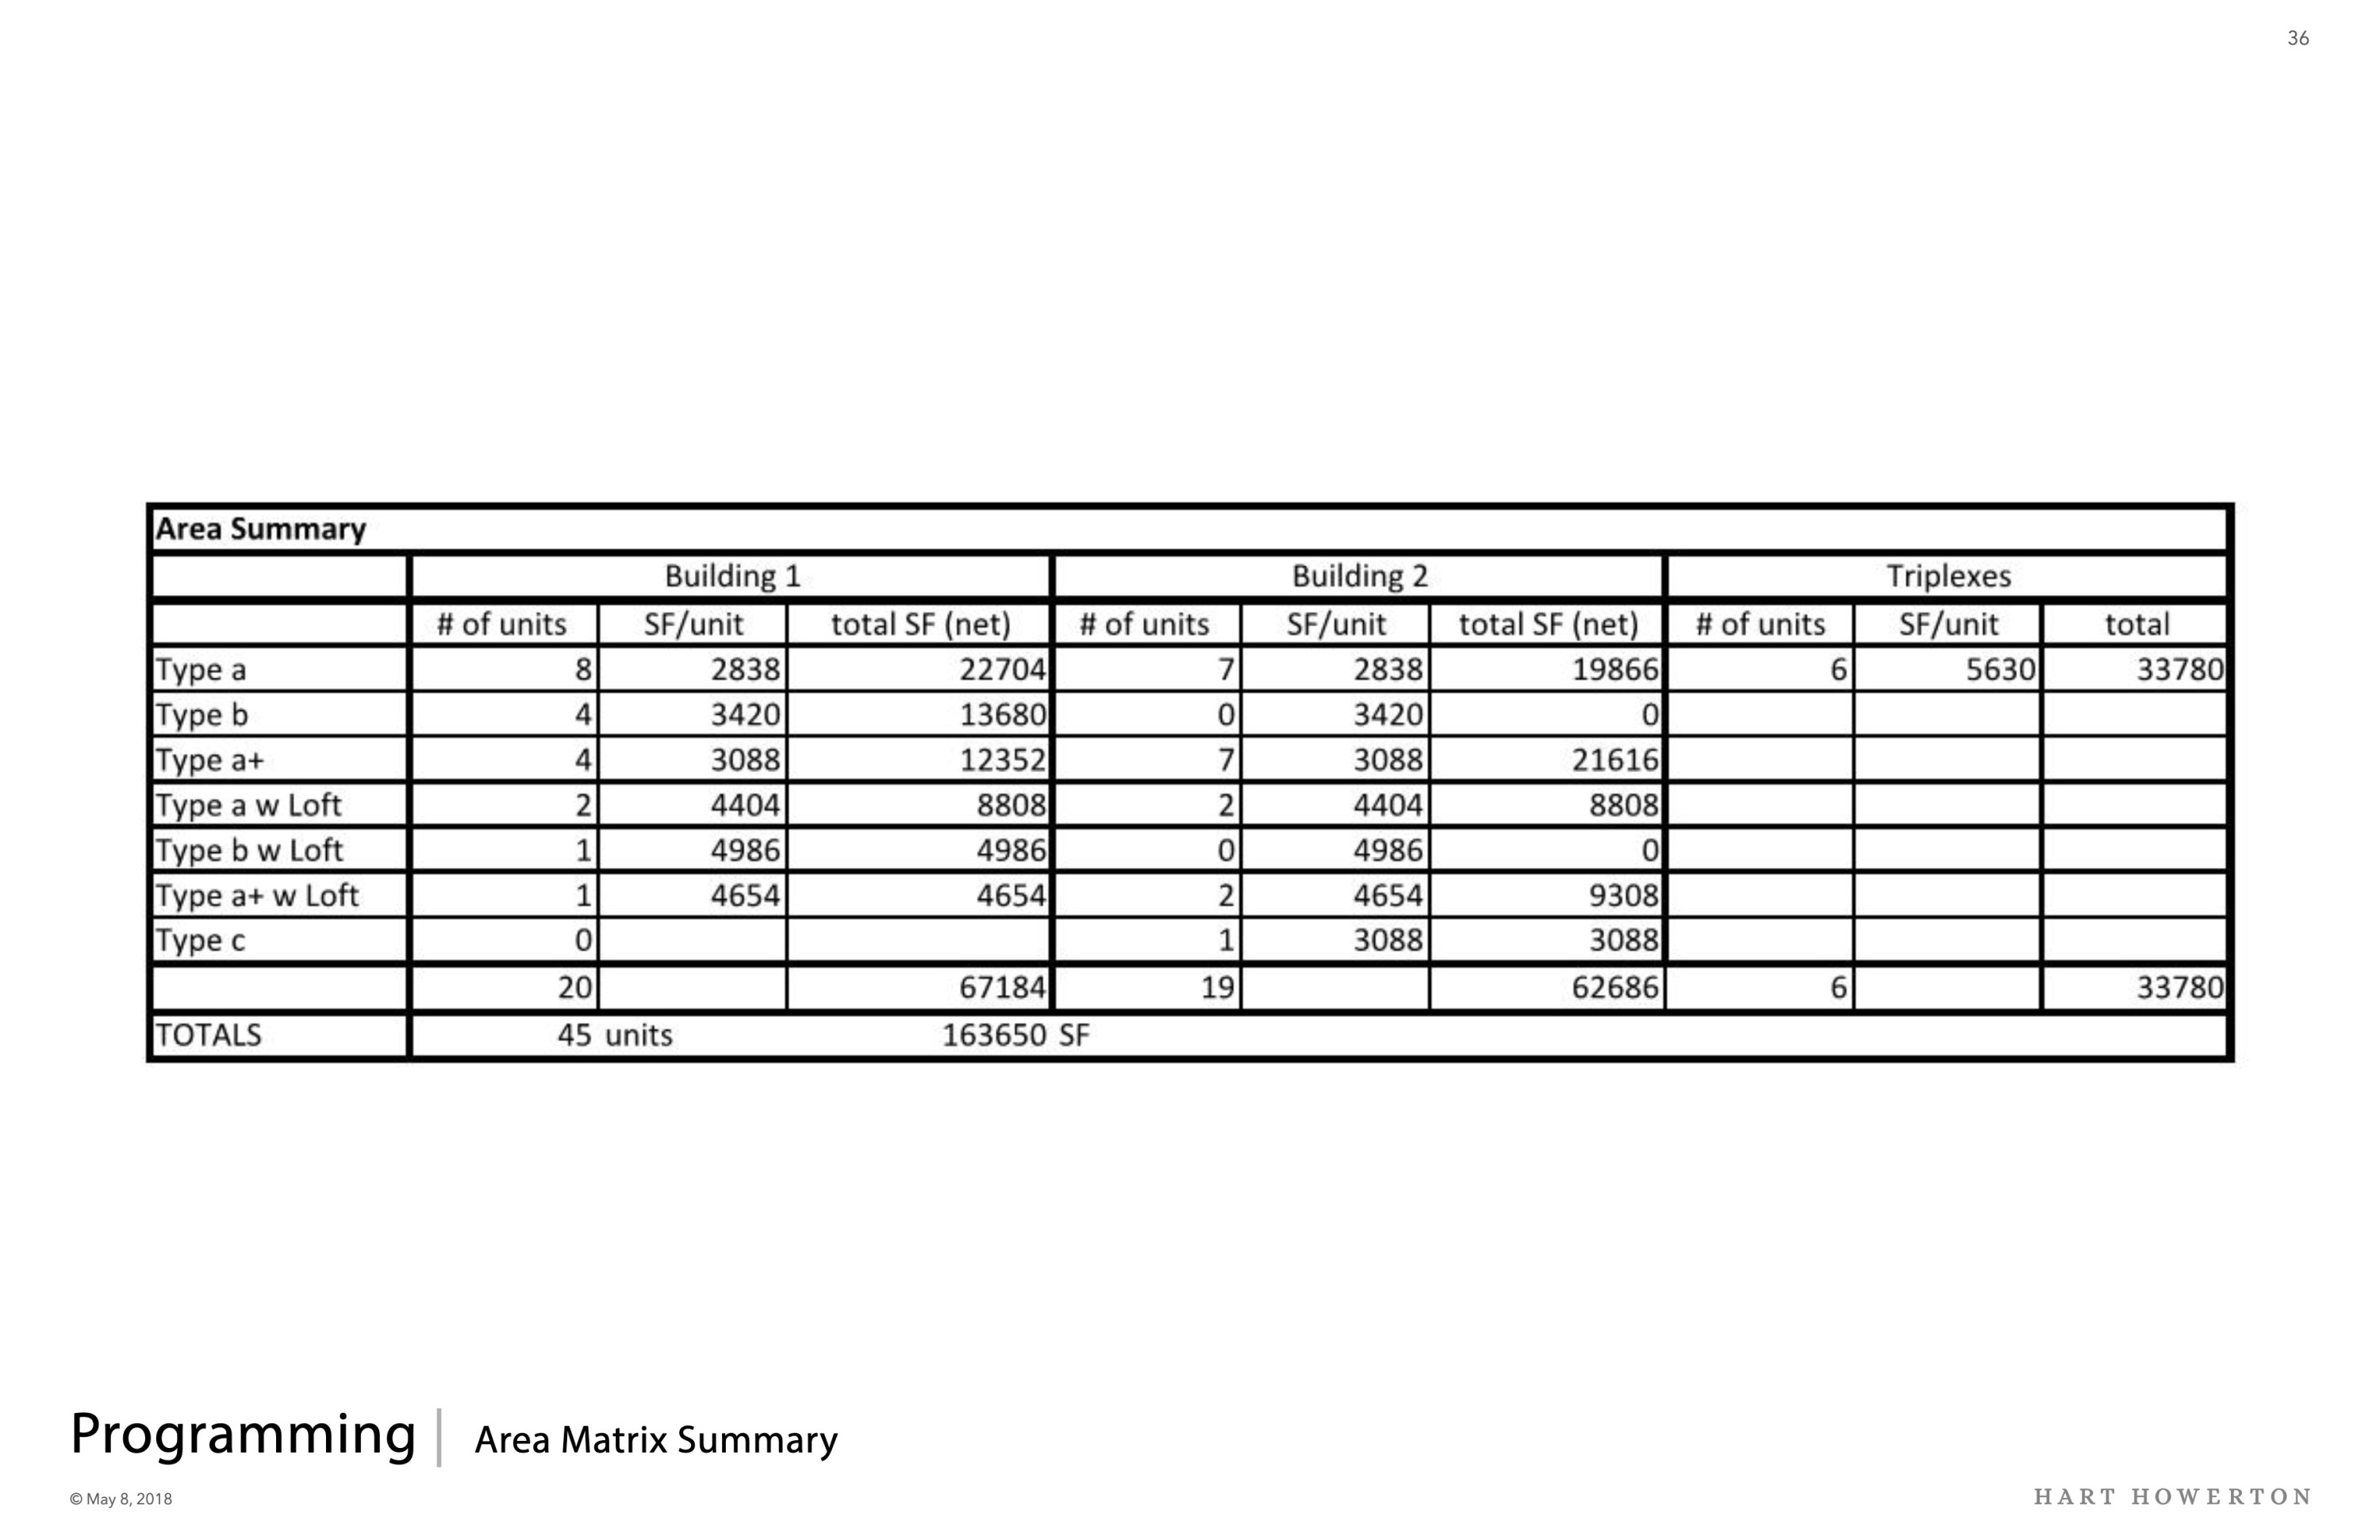 36
Area Summary
Building 1 Building 2 Triplexes
# of units SF/unit total SF (net) # of units SF/unit total SF (net) # of units SF/unit total
Type a 8 2838 22704 7 2838 19866 6 5630 33780
Type b 4 3420 13680 0 3420 0
Type a+ 4 3088 12352 7 3088 21616
Type a w Loft 2 4404 8808 2 4404 8808
Type b w Loft 1 4986 4986 0 4986 0
Type a+ w Loft 1 4654 4654 2 4654 9308
Type c 0 1 3088 3088
20 67184 19 62686 6 33780
TOTALS 45 units 163650 SF
Programming | Area Matrix Summary
© May 8, 2018
HART HOWERTON